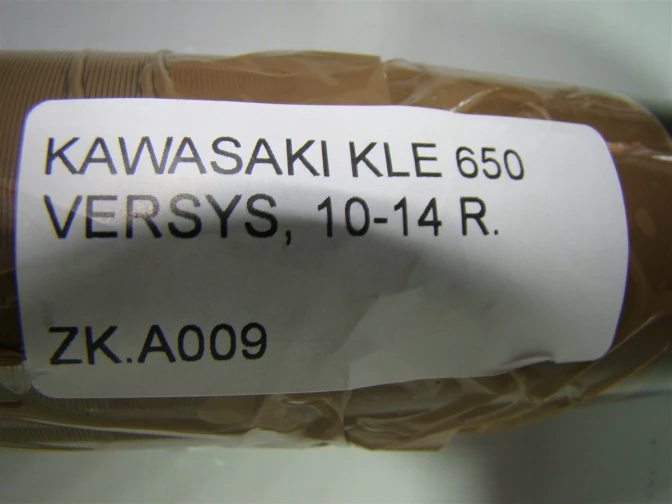 KAWASAKI KLE 650
VERSYS, 10-14 R.
ZK.A009